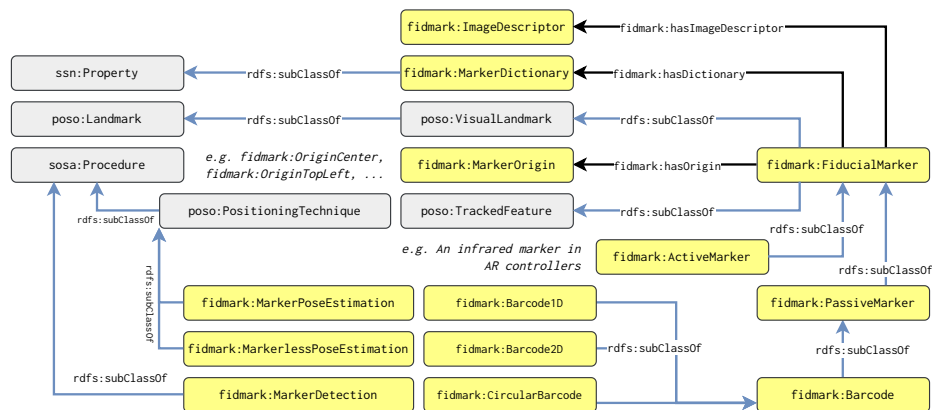 fidmark:ImageDescriptor
fidmark:hasImageDescriptor
ssn:Property
rdfs:subClassOf
fidmark:MarkerDictionary
fidmark:hasDictionary
poso:Landmark
rdfs:subClassOf
poso:VisualLandmark
rdfs:subClassOf
sosa:Procedure
e.g. fidmark:OriginCenter,
fidmark:OriginTopLeft, ...
fidmark:MarkerOrigin
fidmark:hasOrigin
fidmark:FiducialMarker
rdfs:subClassOf
poso:PositioningTechnique
poso:TrackedFeature
rdfs:subClassOf
rdfs:subClassOf
e.g. An infrared marker in
AR controllers
fidmark:ActiveMarker
rdfs:subClassOf
rdfs:subClassOf
fidmark:MarkerPoseEstimation
fidmark:Barcode1D
fidmark:PassiveMarker
fidmark:MarkerlessPoseEstimation
fidmark:Barcode2D
rdfs:subClassOf
rdfs:subClassOf
rdfs:subClassOf
fidmark:MarkerDetection
fidmark:CircularBarcode
fidmark:Barcode